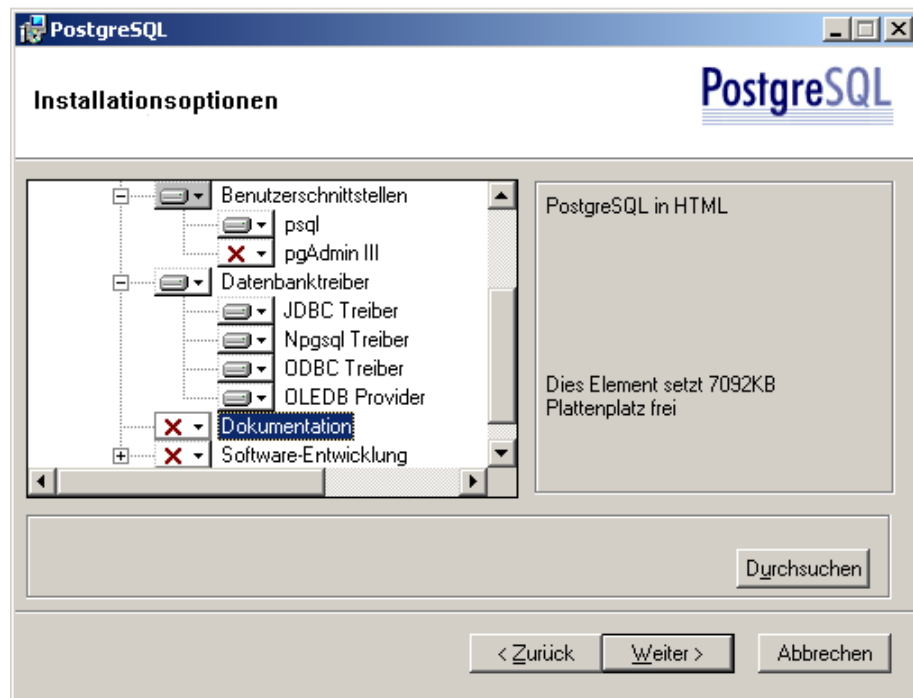 PostgreSQL
Installationsoptionen
PostgreSQL
Benutzerschnittstellen
psql
pgAdmin III
Datenbanktreiber
JDBC Treiber
Npgsql Treiber
ODBC Treiber
OLEDB Provider
Dokumentation
Software-Entwicklung
PostgreSQL in HTML
Dies Element setzt 7092KB
Plattenplatz frei
Durchsuchen
< Zurück
Weiter >
Abbrechen